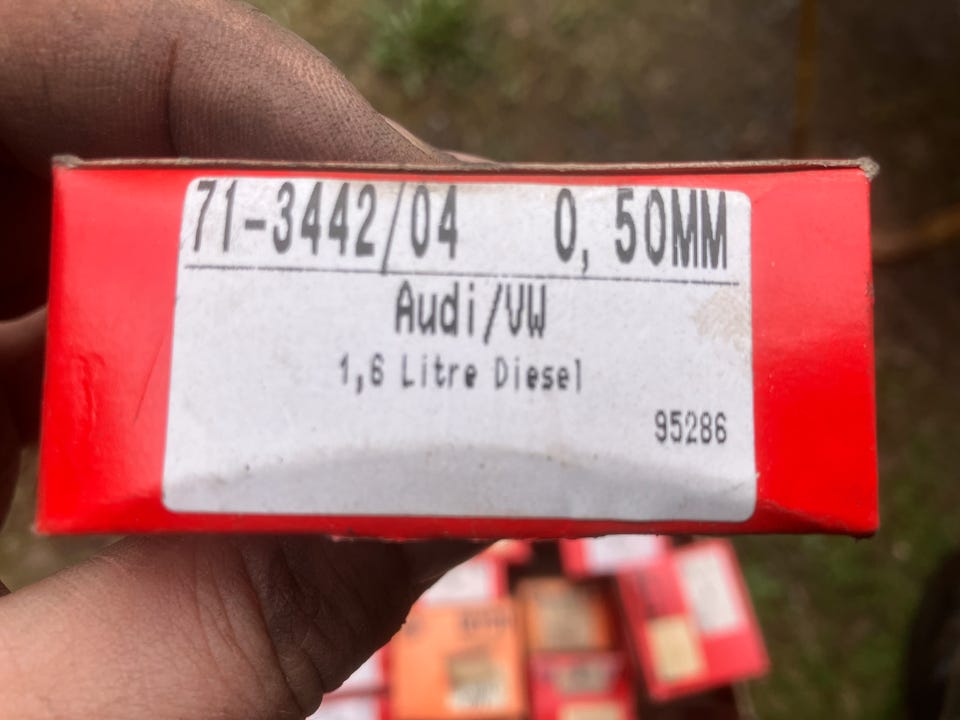 71-3442/04 0,50MM
Audi/VW
1,6 Litre Diesel
95286